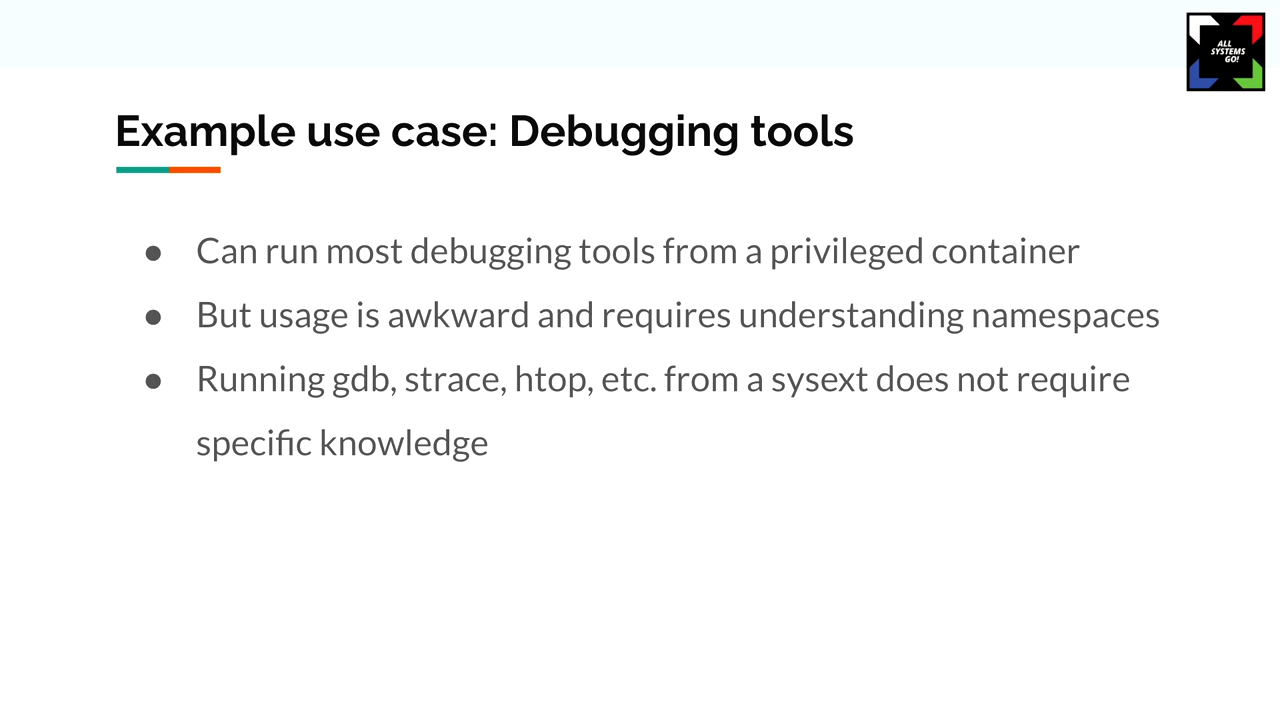 ALL
SYSTEMS
GO!
Example use case: Debugging tools
● Can run most debugging tools from a privileged container
● But usage is awkward and requires understanding namespaces
● Running gdb, strace, htop, etc. from a sysext does not require
specific knowledge